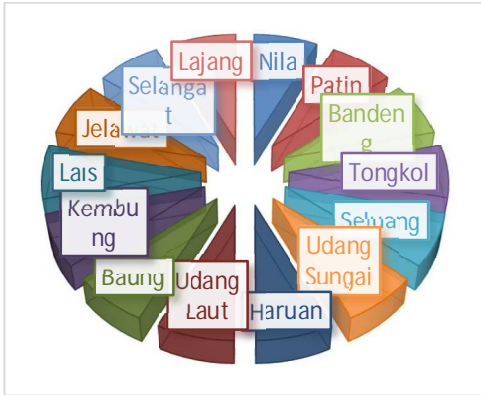 Lajang
Nila
Patin
Banden
g
Tongkol
Seluang
Udang
Sungai
Haruan
Udang
Laut
Baung
Kembu
ng
Lais
Jelawat
Selanga
t